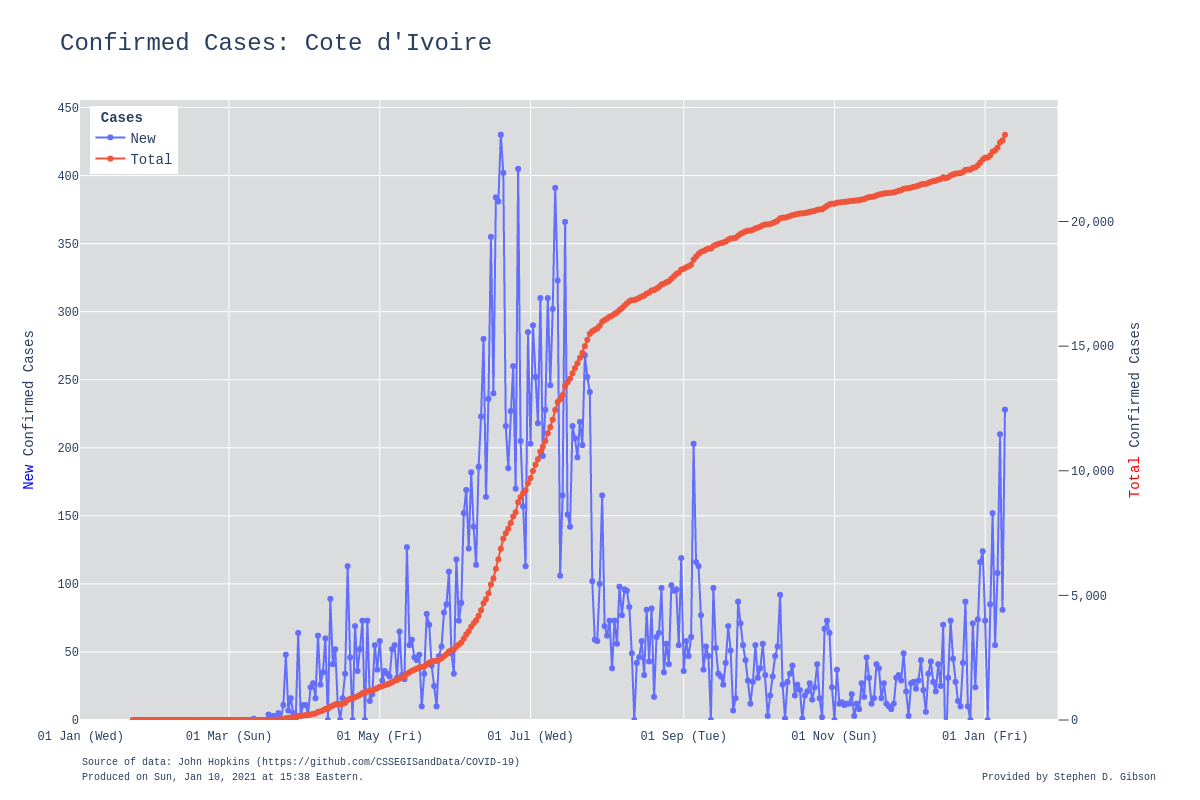 Confirmed Cases: Cote d'Ivoire
Cases
New
Total
450
400
350
300
250
200
150
100
50
0
20,000
15,000
10,000
5,000
0
New Confirmed Cases
Total Confirmed Cases
01 Jan (Wed)
01 Mar (Sun)
01 May (Fri)
01 Jul (Wed)
01 Sep (Tue)
01 Nov (Sun)
01 Jan (Fri)
Source of data: John Hopkins (https://github.com/CSSEGISandData/COVID-19)
Produced on Sun, Jan 10, 2021 at 15:38 Eastern.
Provided by Stephen D. Gibson